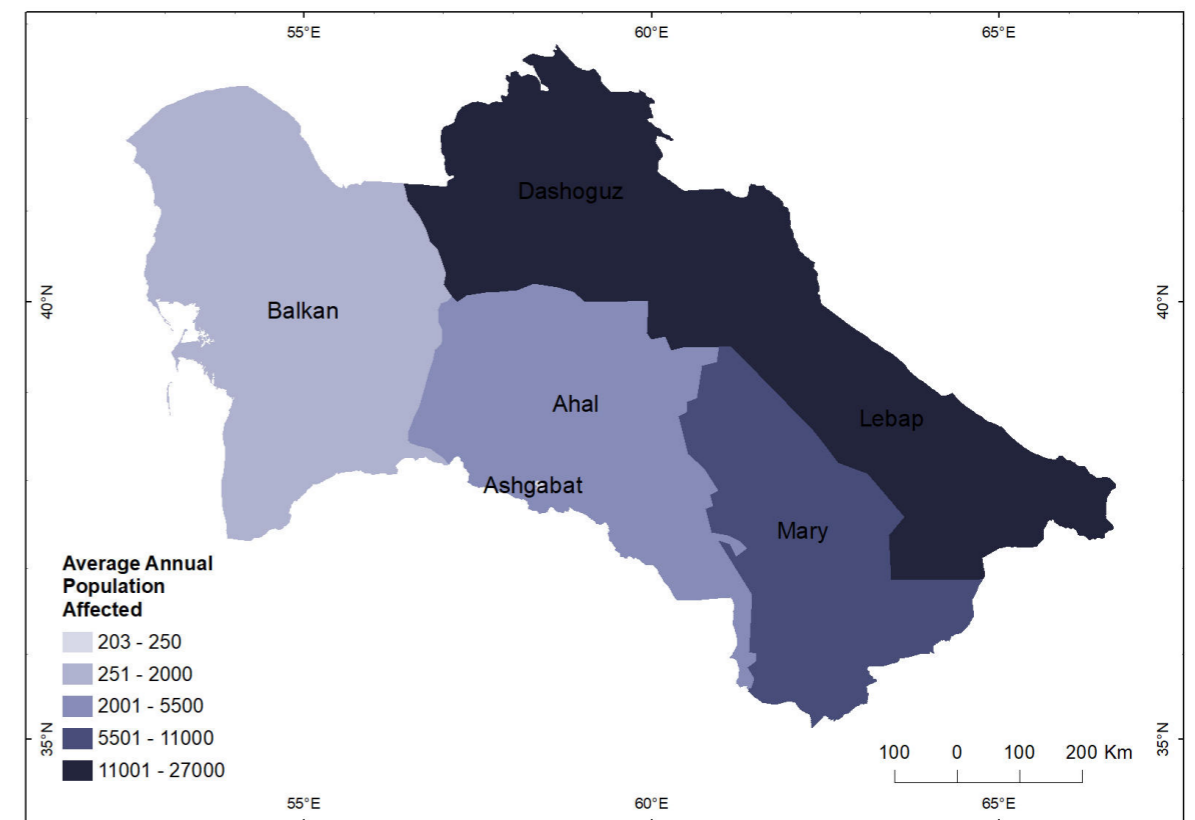 55°E 60°E 65°E
Dashoguz
40°N 40°N
Balkan
Ahal
Lebap
Ashgabat
Mary
Average Annual
Population
Affected
203 - 250
251 - 2000
2001 - 5500
5501 - 11000
11001 - 27000
35°N 35°N
100 0 100 200 Km
55°E 60°E 65°E